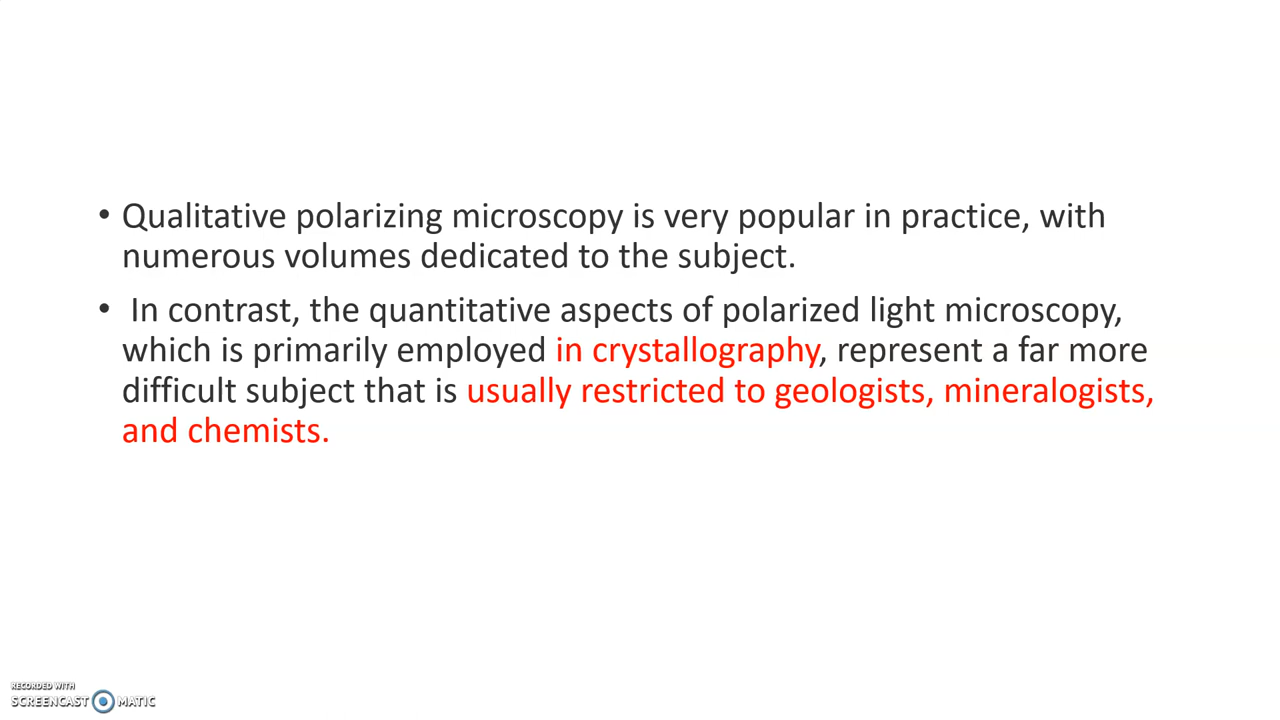 • Qualitative polarizing microscopy is very popular in practice, with
numerous volumes dedicated to the subject.
• In contrast, the quantitative aspects of polarized light microscopy,
which is primarily employed in crystallography, represent a far more
difficult subject that is usually restricted to geologists, mineralogists,
and chemists.
RECORDED WITH
SCREENCAST MATIC